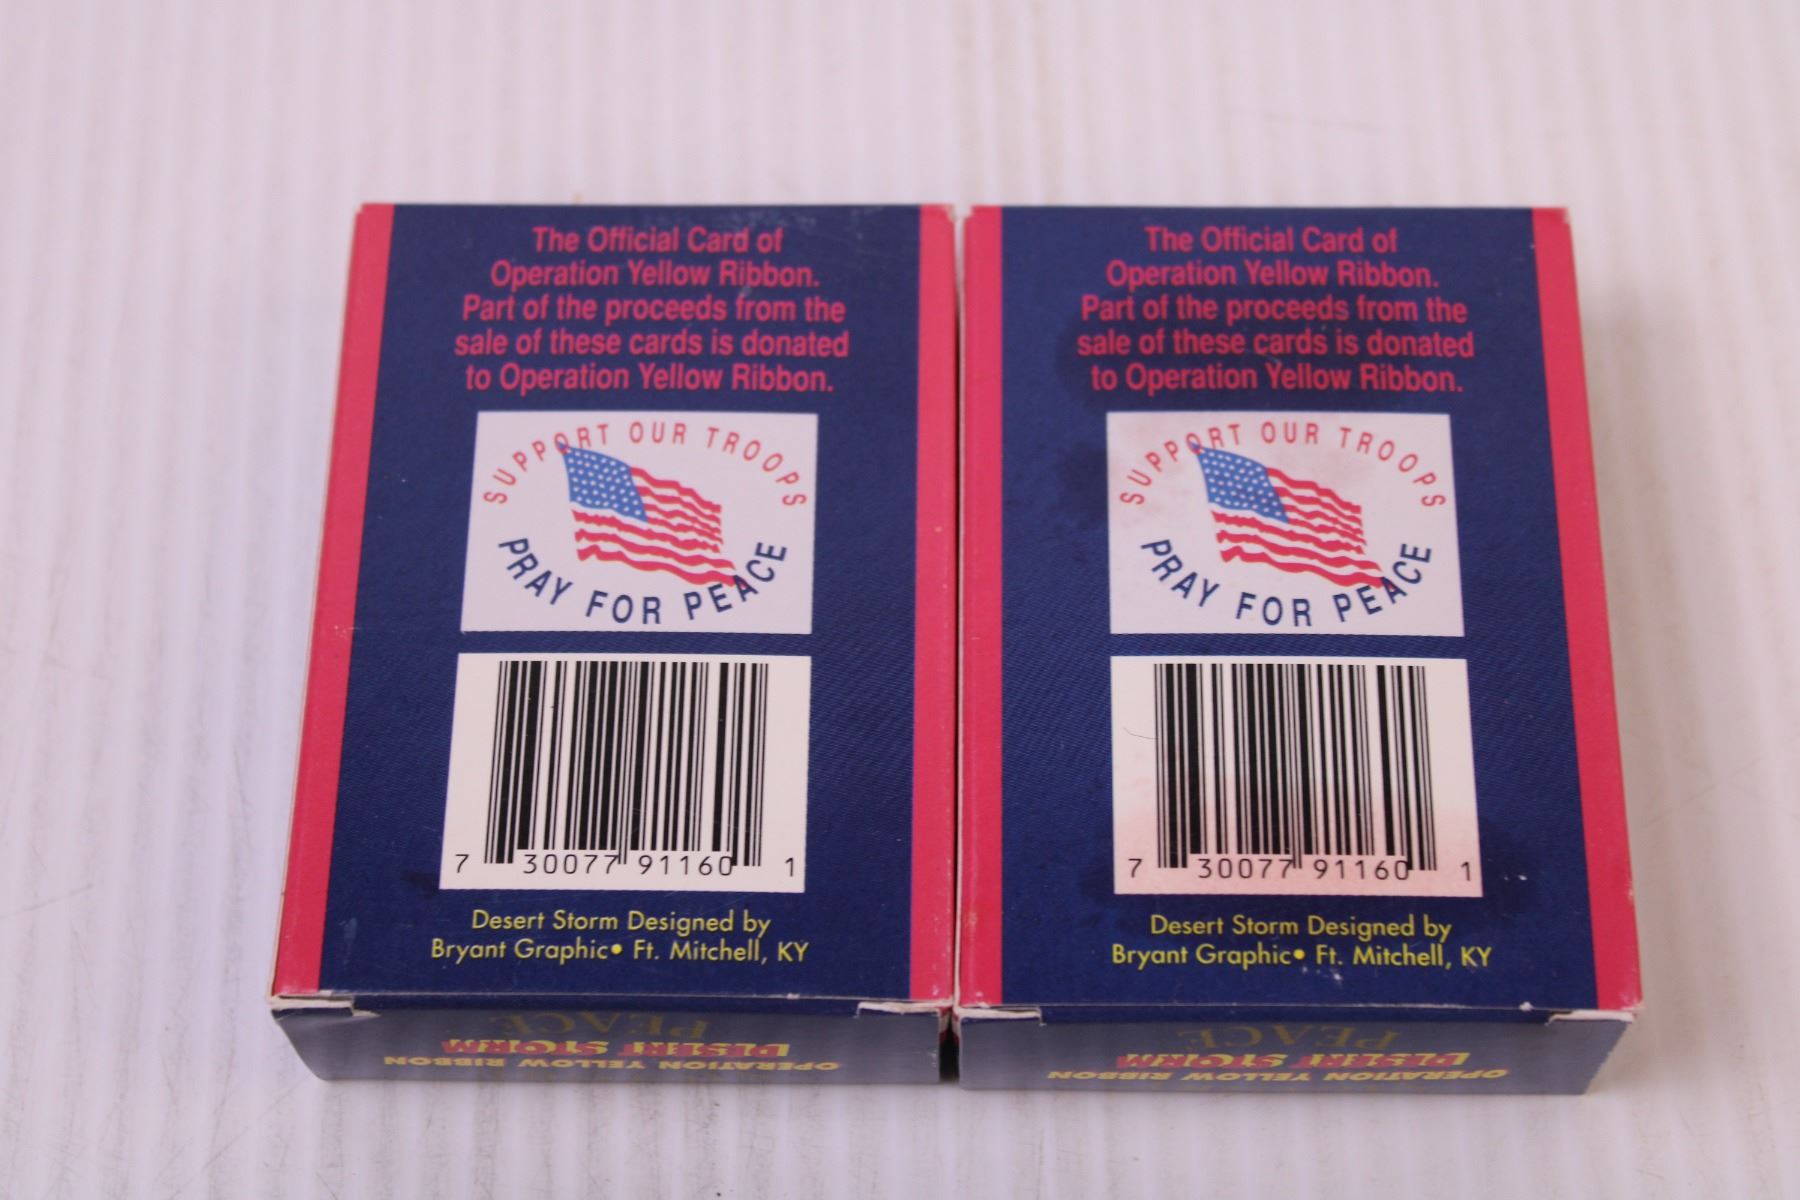 The Official Card of
Operation Yellow Ribbon.
Part of the proceeds from the
sale of these cards is donated
to Operation Yellow Ribbon.
SUPPORT OUR TROOPS
PRAY FOR PEACE
7 30077 91160 1
Desert Storm Designed by
Bryant Graphic• Ft. Mitchell, KY
PEACE
DESERT STORM
OPERATION YELLOW RIBBON
The Official Card of
Operation Yellow Ribbon.
Part of the proceeds from the
sale of these cards is donated
to Operation Yellow Ribbon.
SUPPORT OUR TROOPS
PRAY FOR PEACE
7 30077 91160 1
Desert Storm Designed by
Bryant Graphic• Ft. Mitchell, KY
PEACE
DESERT STORM
OPERATION YELLOW RIBBON